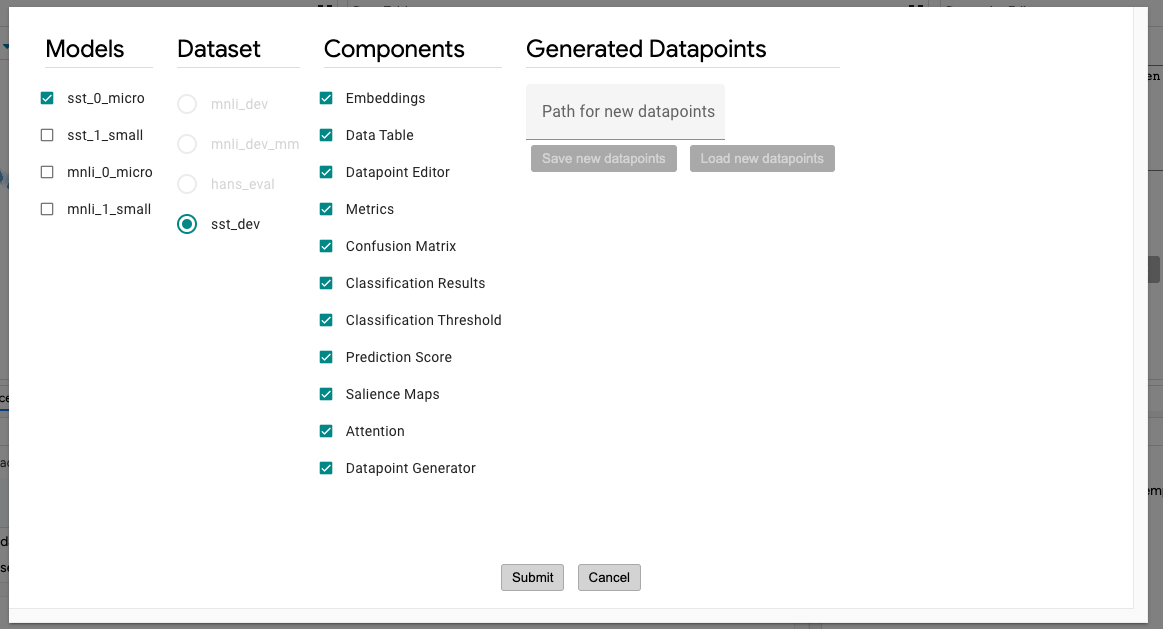 Models
sst_0_micro
sst_1_small
mnli_0_micro
mnli_1_small
Dataset
mnli_dev
mnli_dev_mm
hans_eval
sst_dev
Components
Embeddings
Data Table
Datapoint Editor
Metrics
Confusion Matrix
Classification Results
Classification Threshold
Prediction Score
Salience Maps
Attention
Datapoint Generator
Generated Datapoints
Path for new datapoints
Save new datapoints
Load new datapoints
Submit
Cancel